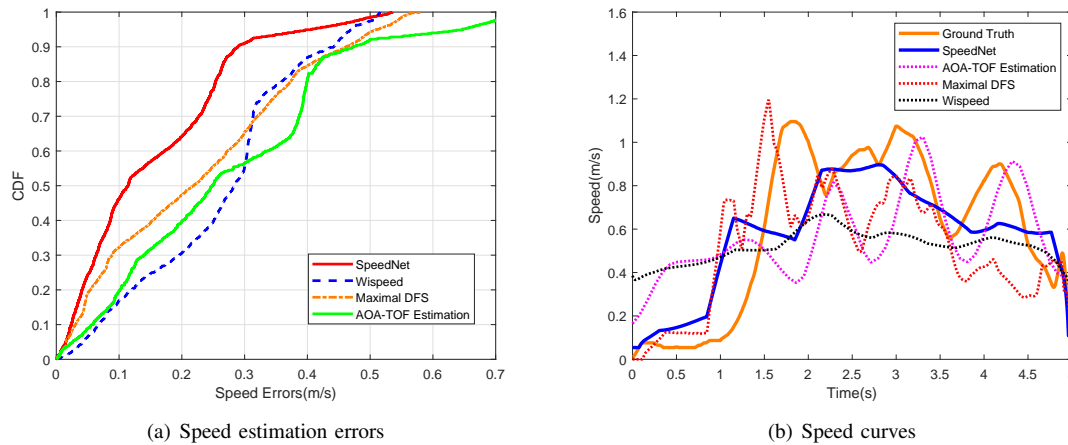 1
0.9
0.8
0.7
0.6
0.5
0.4
0.3
0.2
0.1
0
CDF
0 0.1 0.2 0.3 0.4 0.5 0.6 0.7
Speed Errors(m/s)
SpeedNet
Wispeed
Maximal DFS
AOA-TOF Estimation
(a) Speed estimation errors
1.6
1.4
1.2
1
0.8
0.6
0.4
0.2
0
Speed(m/s)
0 0.5 1 1.5 2 2.5 3 3.5 4 4.5
Time(s)
Ground Truth
SpeedNet
AOA-TOF Estimation
Maximal DFS
Wispeed
(b) Speed curves